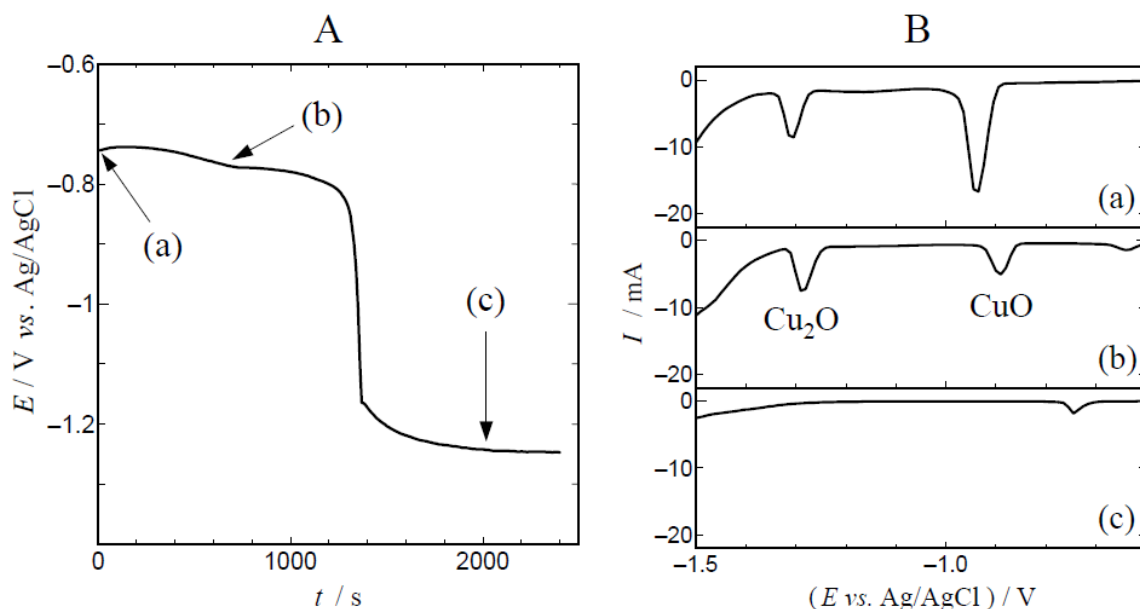 A
B
–0.6
–0.8
–1
–1.2
E / V vs. Ag/AgCl
(a)
(b)
(c)
0
1000
2000
t / s
0
–10
–20
(a)
0
–10
–20
Cu₂O
CuO
(b)
0
–10
–20
(c)
I / mA
–1.5
–1.0
( E vs. Ag/AgCl ) / V